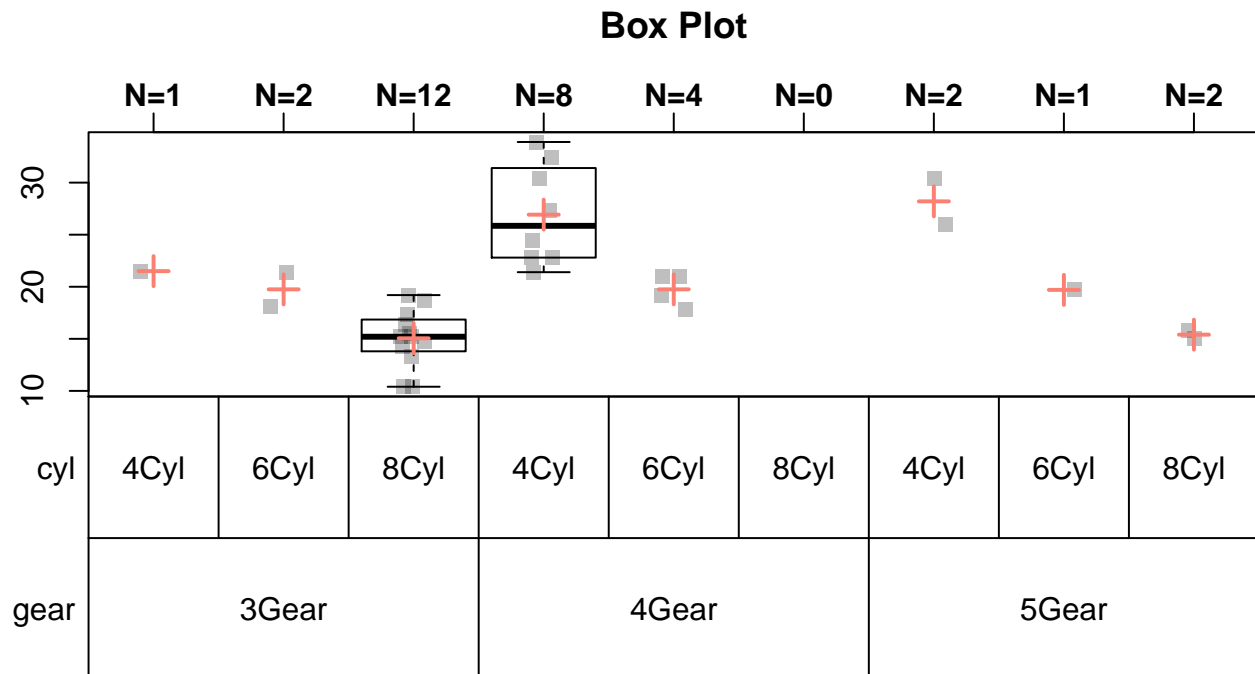 Box Plot
N=1 N=2 N=12 N=8 N=4 N=0 N=2 N=1 N=2
30
20
10
cyl 4Cyl 6Cyl 8Cyl 4Cyl 6Cyl 8Cyl 4Cyl 6Cyl 8Cyl
gear 3Gear 4Gear 5Gear